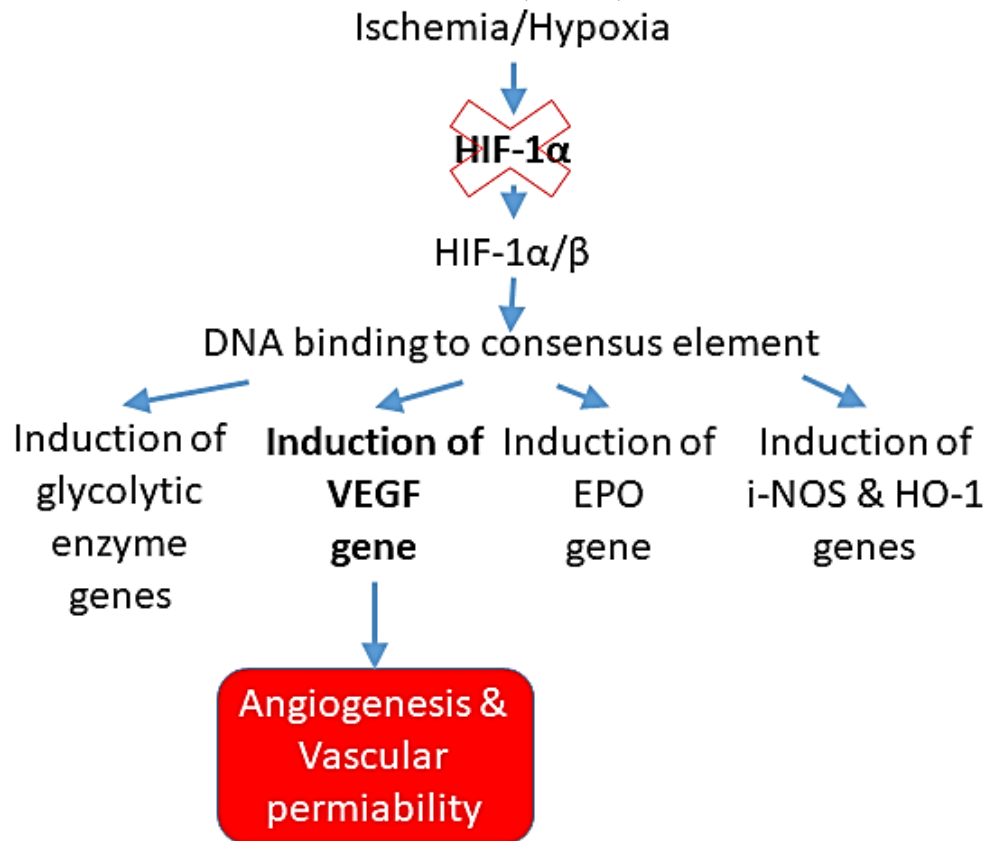 Ischemia/Hypoxia
HIF-1α
HIF-1α/β
DNA binding to consensus element
Induction of
glycolytic
enzyme
genes
Induction of
VEGF
gene
Induction of
EPO
gene
Induction of
i-NOS & HO-1
genes
Angiogenesis &
Vascular
permiability